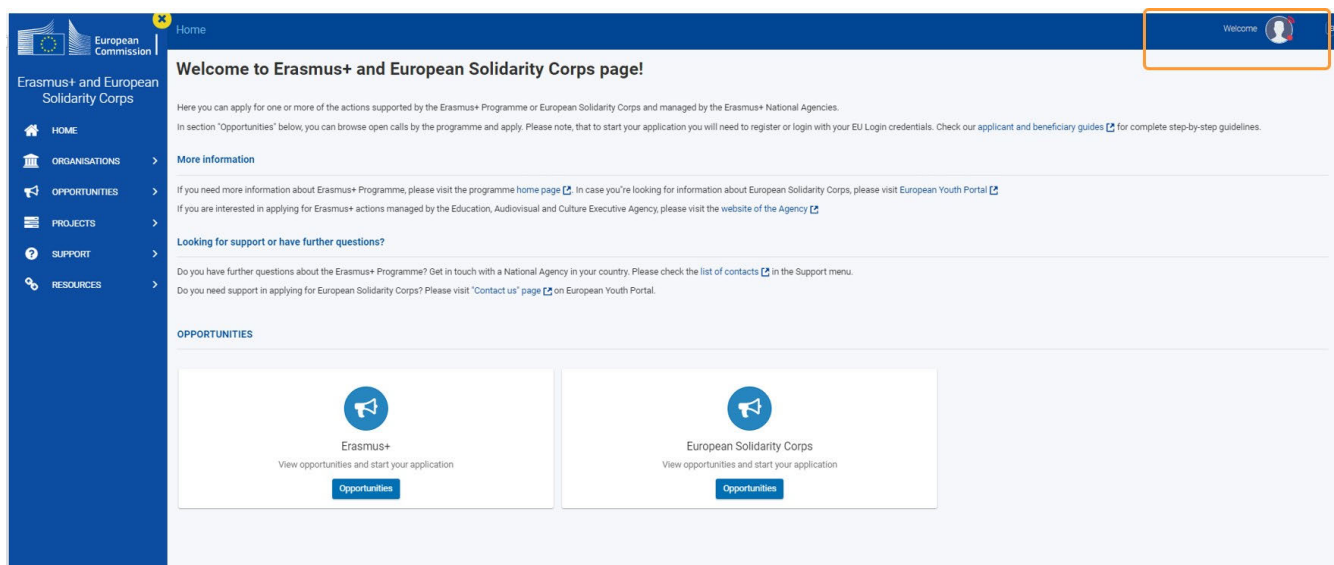 European
Commission
Erasmus+ and European
Solidarity Corps
HOME
ORGANISATIONS
OPPORTUNITIES
PROJECTS
SUPPORT
RESOURCES
Home
Welcome
Welcome to Erasmus+ and European Solidarity Corps page!
Here you can apply for one or more of the actions supported by the Erasmus+ Programme or European Solidarity Corps and managed by the Erasmus+ National Agencies.
In section "Opportunities" below, you can browse open calls by the programme and apply. Please note, that to start your application you will need to register or login with your EU Login credentials. Check our applicant and beneficiary guides for complete step-by-step guidelines.
More information
If you need more information about Erasmus+ Programme, please visit the programme home page. In case you"re looking for information about European Solidarity Corps, please visit European Youth Portal
If you are interested in applying for Erasmus+ actions managed by the Education, Audiovisual and Culture Executive Agency, please visit the website of the Agency
Looking for support or have further questions?
Do you have further questions about the Erasmus+ Programme? Get in touch with a National Agency in your country. Please check the list of contacts in the Support menu.
Do you need support in applying for European Solidarity Corps? Please visit "Contact us" page on European Youth Portal.
OPPORTUNITIES
Erasmus+
View opportunities and start your application
Opportunities
European Solidarity Corps
View opportunities and start your application
Opportunities